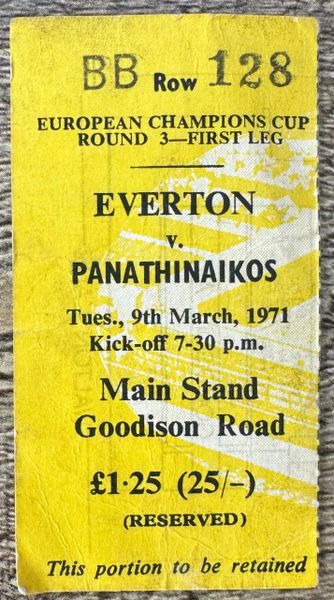 BB Row 128
EUROPEAN CHAMPIONS CUP
ROUND 3—FIRST LEG
EVERTON
v.
PANATHINAIKOS
Tues., 9th March, 1971
Kick-off 7-30 p.m.
Main Stand
Goodison Road
£1·25 (25/–)
(RESERVED)
This portion to be retained